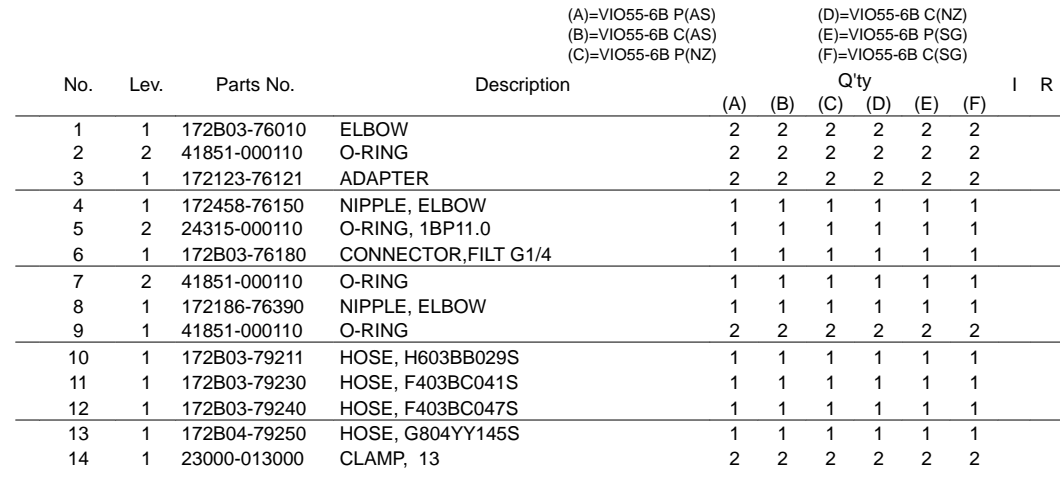 (A)=VIO55-6B P(AS) (D)=VIO55-6B C(NZ)
(B)=VIO55-6B C(AS) (E)=VIO55-6B P(SG)
(C)=VIO55-6B P(NZ) (F)=VIO55-6B C(SG)
No. Lev. Parts No. Description Q'ty I R
(A) (B) (C) (D) (E) (F)
1 1 172B03-76010 ELBOW 2 2 2 2 2 2
2 2 41851-000110 O-RING 2 2 2 2 2 2
3 1 172123-76121 ADAPTER 2 2 2 2 2 2
4 1 172458-76150 NIPPLE, ELBOW 1 1 1 1 1 1
5 2 24315-000110 O-RING, 1BP11.0 1 1 1 1 1 1
6 1 172B03-76180 CONNECTOR,FILT G1/4 1 1 1 1 1 1
7 2 41851-000110 O-RING 1 1 1 1 1 1
8 1 172186-76390 NIPPLE, ELBOW 1 1 1 1 1 1
9 1 41851-000110 O-RING 2 2 2 2 2 2
10 1 172B03-79211 HOSE, H603BB029S 1 1 1 1 1 1
11 1 172B03-79230 HOSE, F403BC041S 1 1 1 1 1 1
12 1 172B03-79240 HOSE, F403BC047S 1 1 1 1 1 1
13 1 172B04-79250 HOSE, G804YY145S 1 1 1 1 1 1
14 1 23000-013000 CLAMP, 13 2 2 2 2 2 2